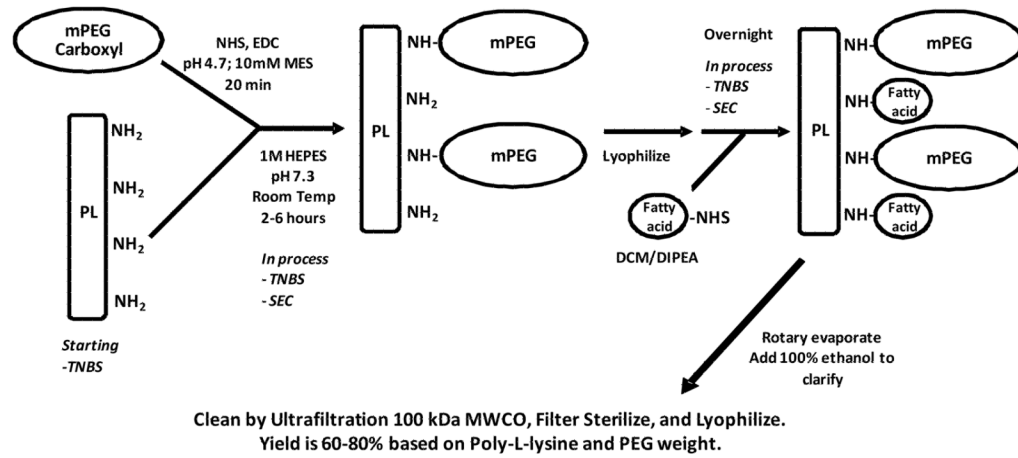 mPEG
Carboxyl
NHS, EDC
pH 4.7; 10mM MES
20 min
NH2
NH2
NH2
NH2
PL
Starting
-TNBS
1M HEPES
pH 7.3
Room Temp
2-6 hours
In process
- TNBS
- SEC
PL
NH-
mPEG
NH2
NH-
mPEG
NH2
Lyophilize
Overnight
In process
- TNBS
- SEC
Fatty
acid
-NHS
DCM/DIPEA
PL
NH-
mPEG
NH-
Fatty
acid
NH-
mPEG
NH-
Fatty
acid
Rotary evaporate
Add 100% ethanol to
clarify
Clean by Ultrafiltration 100 kDa MWCO, Filter Sterilize, and Lyophilize.
Yield is 60-80% based on Poly-L-lysine and PEG weight.